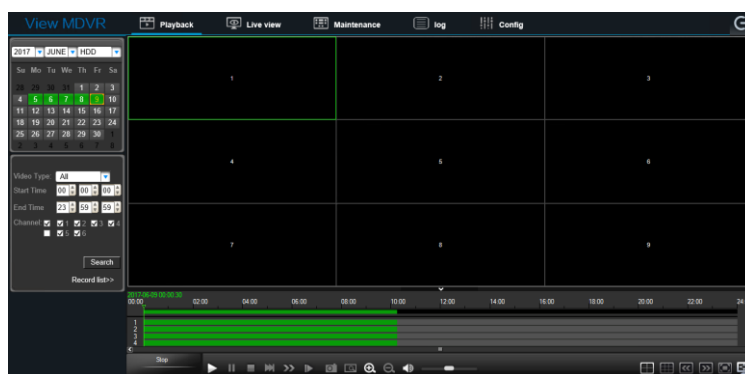 View MDVR
Playback
Live view
Maintenance
log
Config
2017 JUNE HDD
Su Mo Tu We Th Fr Sa
28 29 30 31 1 2 3
4 5 6 7 8 9 10
11 12 13 14 15 16 17
18 19 20 21 22 23 24
25 26 27 28 29 30 1
2 3 4 5 6 7 8
Video Type: All
Start Time 00 00 00
End Time 23 59 59
Channel: 1 2 3 4
5 6
Search
Record list>>
1 2 3
4 5 6
7 8 9
2017-06-09 00:00:38
00:00 02:00 04:00 06:00 08:00 10:00 12:00 14:00 16:00 18:00 20:00 22:00 24
1
2
3
4
Stop